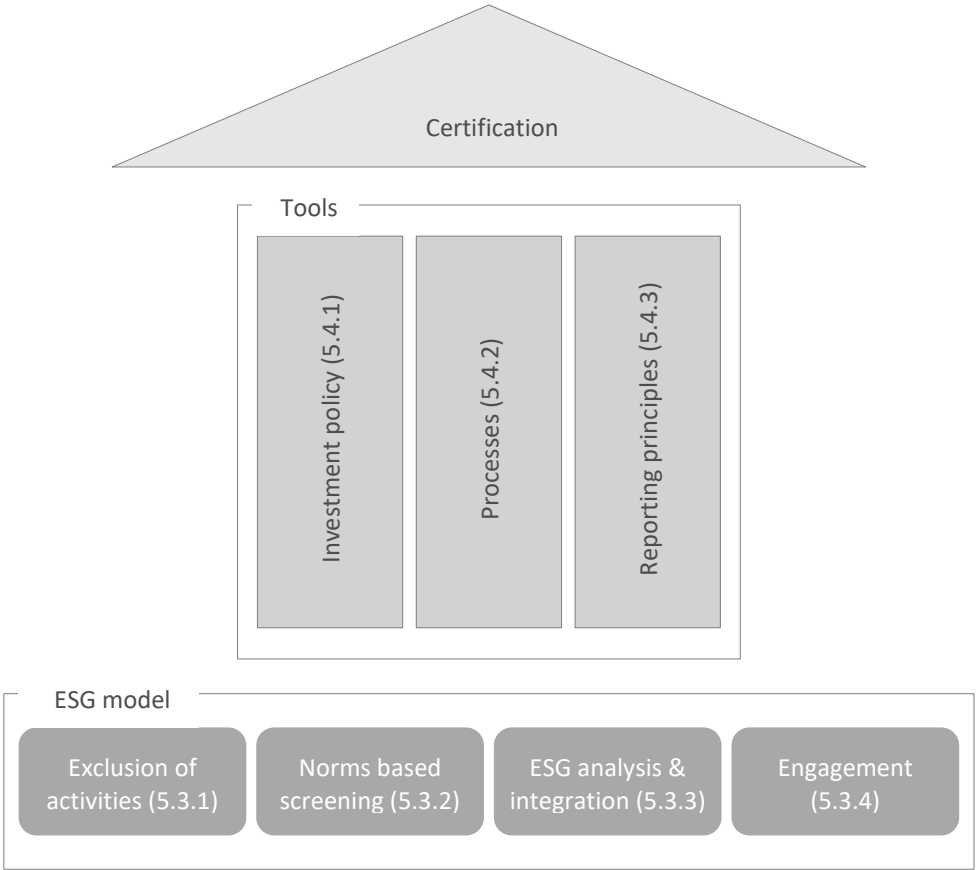 Certification
Tools
Investment policy (5.4.1)
Processes (5.4.2)
Reporting principles (5.4.3)
ESG model
Exclusion of
activities (5.3.1)
Norms based
screening (5.3.2)
ESG analysis &
integration (5.3.3)
Engagement
(5.3.4)